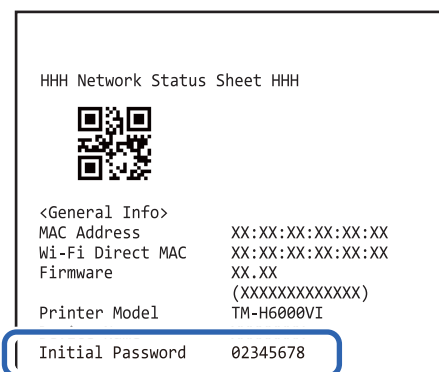 HHH Network Status Sheet HHH
<General Info>
MAC Address XX:XX:XX:XX:XX:XX
Wi-Fi Direct MAC XX:XX:XX:XX:XX:XX
Firmware XX.XX
(XXXXXXXXXXXXX)
Printer Model TM-H6000VI
Initial Password 02345678